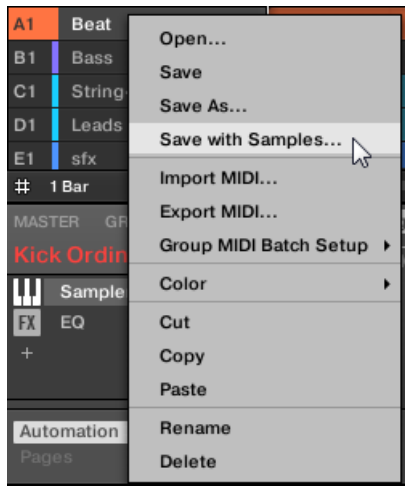 A1 Beat
B1 Bass
C1 String
D1 Leads
E1 sfx
1 Bar
MASTER GR
Kick Ordin
Sample
FX EQ
+
Automation
Pages
Open...
Save
Save As...
Save with Samples...
Import MIDI...
Export MIDI...
Group MIDI Batch Setup
Color
Cut
Copy
Paste
Rename
Delete